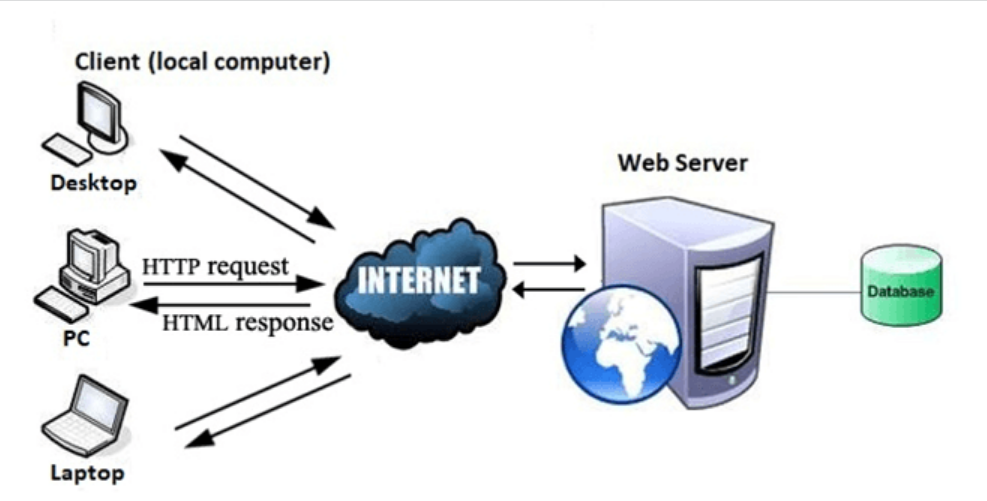 Client (local computer)
Desktop
Web Server
HTTP request
INTERNET
HTML response
PC
Database
Laptop